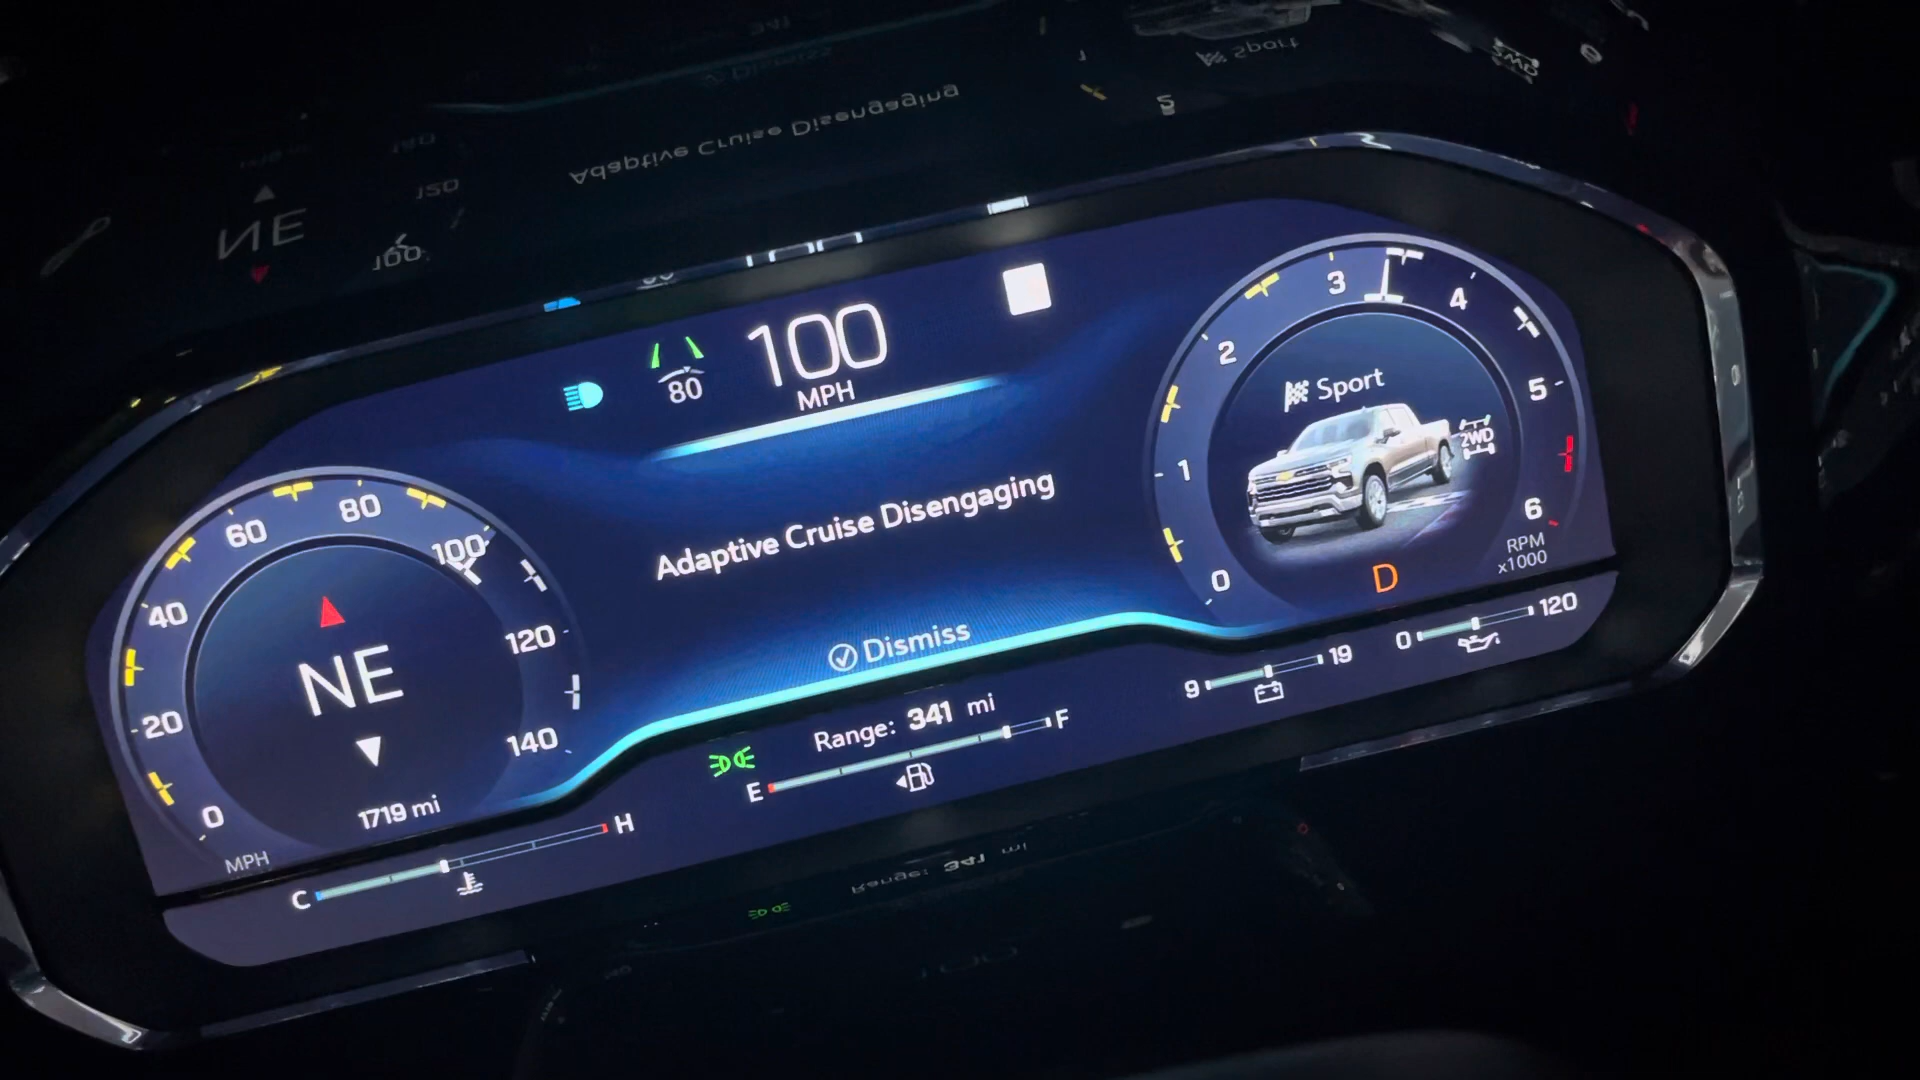 100
MPH
80
Adaptive Cruise Disengaging
Dismiss
0
20
40
60
80
100
120
140
MPH
NE
1719 mi
C
H
Range: 341 mi
E
F
9
19
0
120
0
1
2
3
4
5
6
RPM
x1000
Sport
2WD
D